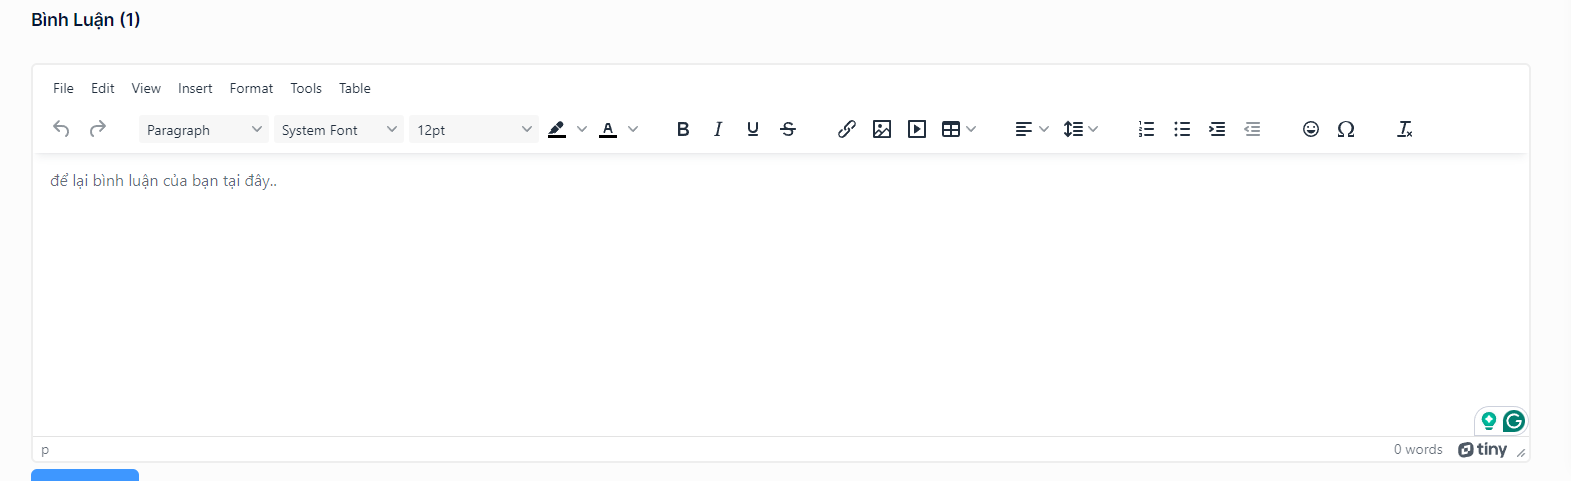 Bình Luận (1)
File Edit View Insert Format Tools Table
Paragraph System Font 12pt
để lại bình luận của bạn tại đây..
p 0 words tiny